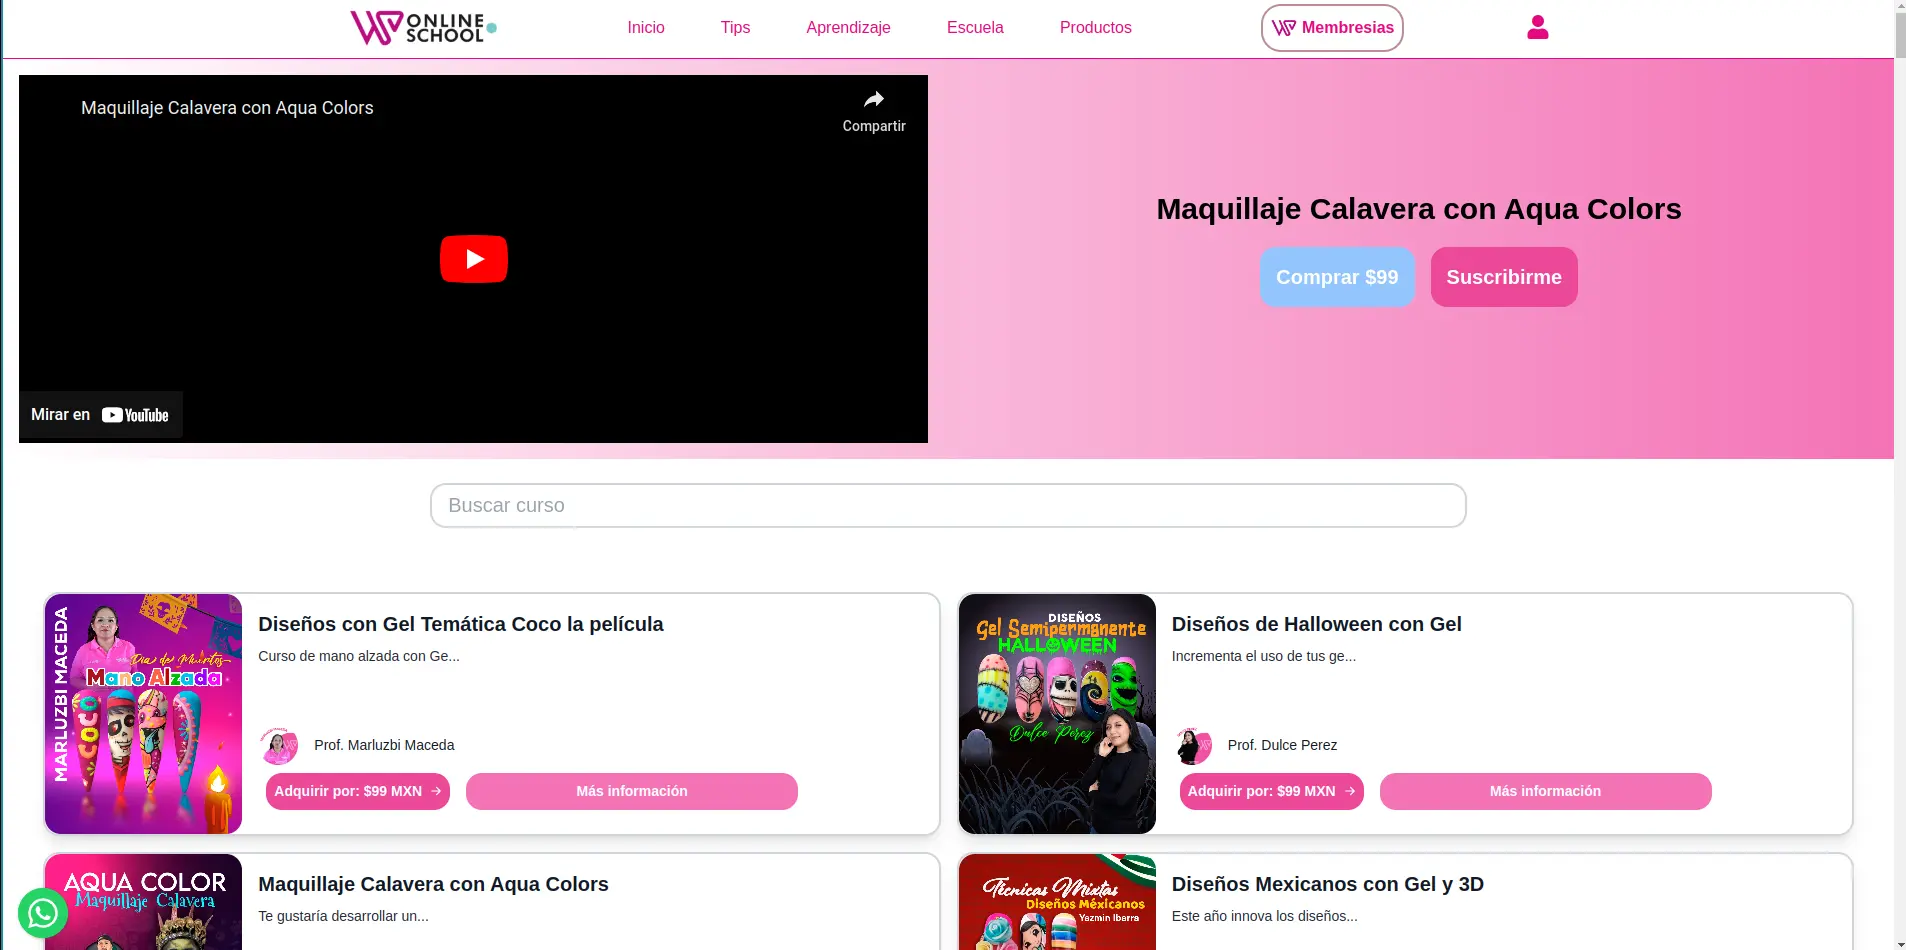 ONLINE
SCHOOL
Inicio
Tips
Aprendizaje
Escuela
Productos
Membresias
Maquillaje Calavera con Aqua Colors
Compartir
Mirar en YouTube
Maquillaje Calavera con Aqua Colors
Comprar $99
Suscribirme
Buscar curso
MARLUZBI MACEDA
Día de Muertos
Mano Alzada
Diseños con Gel Temática Coco la película
Curso de mano alzada con Ge...
Prof. Marluzbi Maceda
Adquirir por: $99 MXN →
Más información
DISEÑOS
Gel Semipermanente
HALLOWEEN
Dulce Perez
Diseños de Halloween con Gel
Incrementa el uso de tus ge...
Prof. Dulce Perez
Adquirir por: $99 MXN →
Más información
AQUA COLOR
Maquillaje Calavera
Maquillaje Calavera con Aqua Colors
Te gustaría desarrollar un...
Técnicas Mixtas
Diseños Méxicanos
Yazmin Ibarra
Diseños Mexicanos con Gel y 3D
Este año innova los diseños...